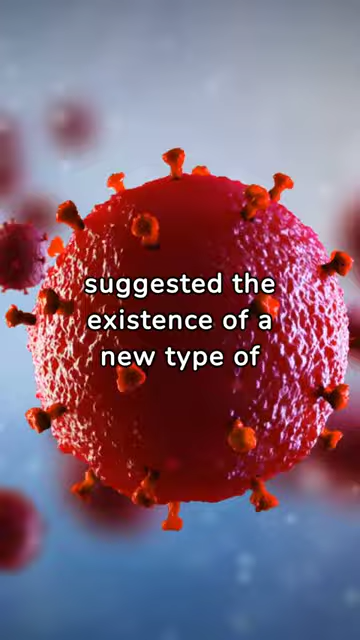 suggested the
existence of a
new type of